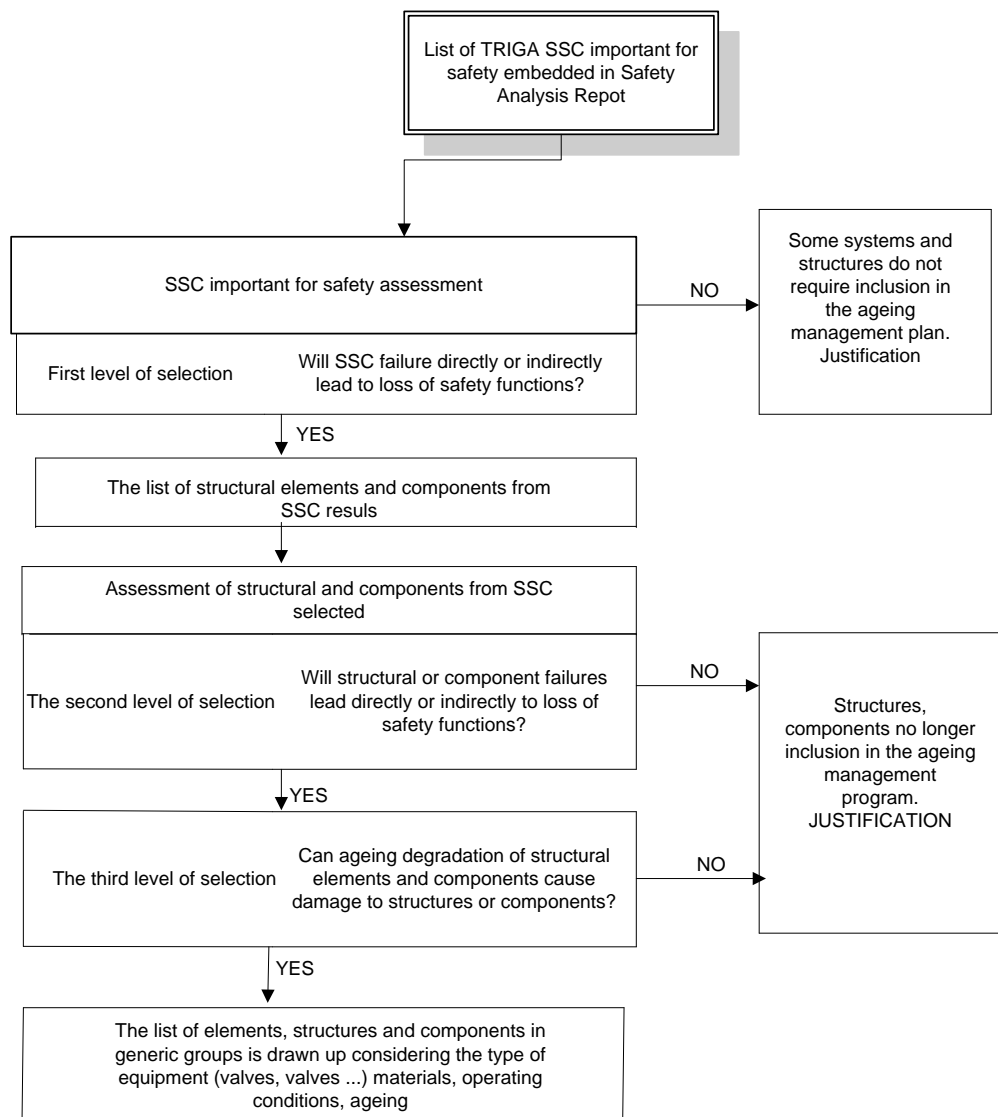 List of TRIGA SSC important for
safety embedded in Safety
Analysis Repot
SSC important for safety assessment
NO
Some systems and
structures do not
require inclusion in
the ageing
management plan.
Justification
First level of selection
Will SSC failure directly or indirectly
lead to loss of safety functions?
YES
The list of structural elements and components from
SSC resuls
Assessment of structural and components from SSC
selected
The second level of selection
Will structural or component failures
lead directly or indirectly to loss of
safety functions?
NO
Structures,
components no longer
inclusion in the ageing
management
program.
JUSTIFICATION
YES
The third level of selection
Can ageing degradation of structural
elements and components cause
damage to structures or components?
NO
YES
The list of elements, structures and components in
generic groups is drawn up considering the type of
equipment (valves, valves ...) materials, operating
conditions, ageing